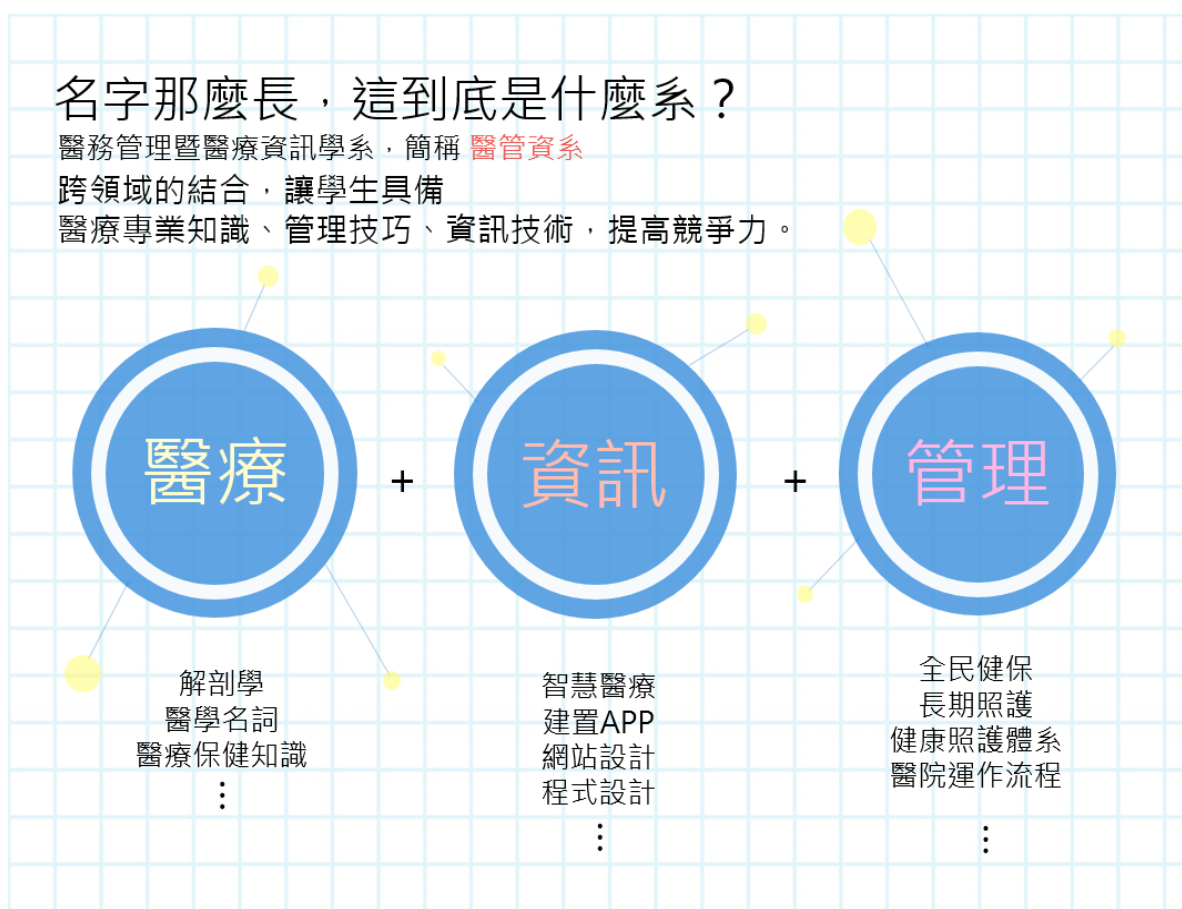 名字那麼長，這到底是什麼系？
醫務管理暨醫療資訊學系，簡稱 醫管資系
跨領域的結合，讓學生具備
醫療專業知識、管理技巧、資訊技術，提高競爭力。
醫療
+
資訊
+
管理
解剖學
醫學名詞
醫療保健知識
⋮
智慧醫療
建置APP
網站設計
程式設計
⋮
全民健保
長期照護
健康照護體系
醫院運作流程
⋮